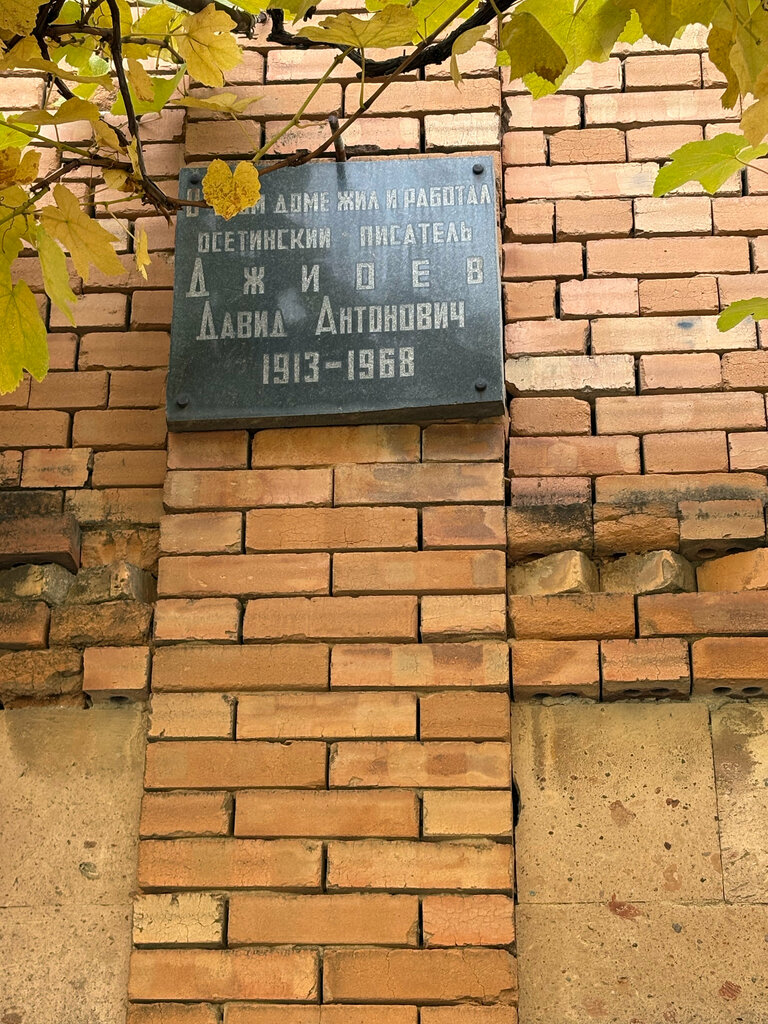 ДОМЕ ЖИЛ И РАБОТАЛ
ОСЕТИНСКИЙ ПИСАТЕЛЬ
ДЖИОЕВ
ДАВИД АНТОНОВИЧ
1913-1968